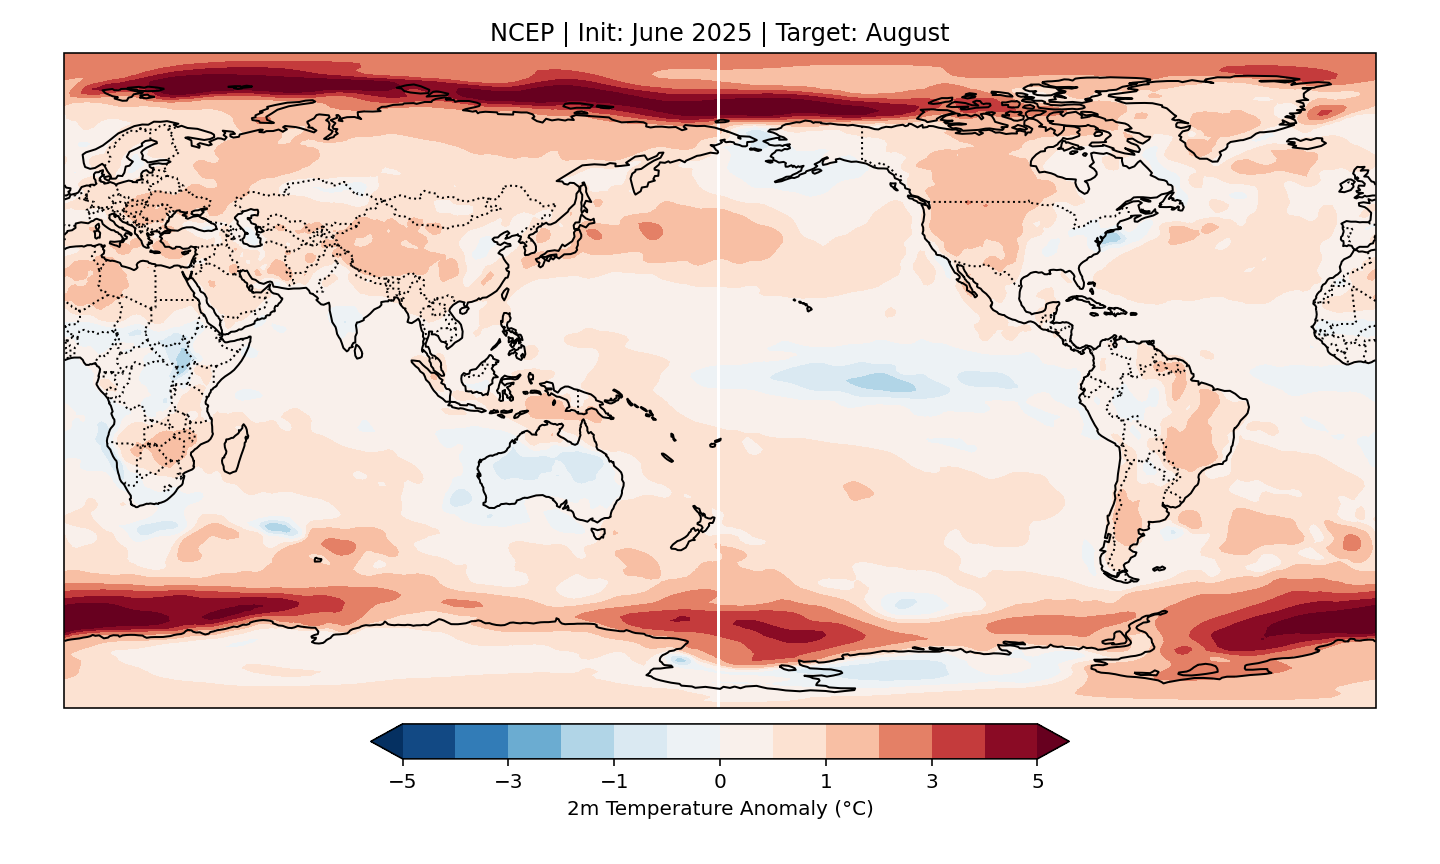 NCEP | Init: June 2025 | Target: August
−5 −3 −1 0 1 3 5
2m Temperature Anomaly (°C)